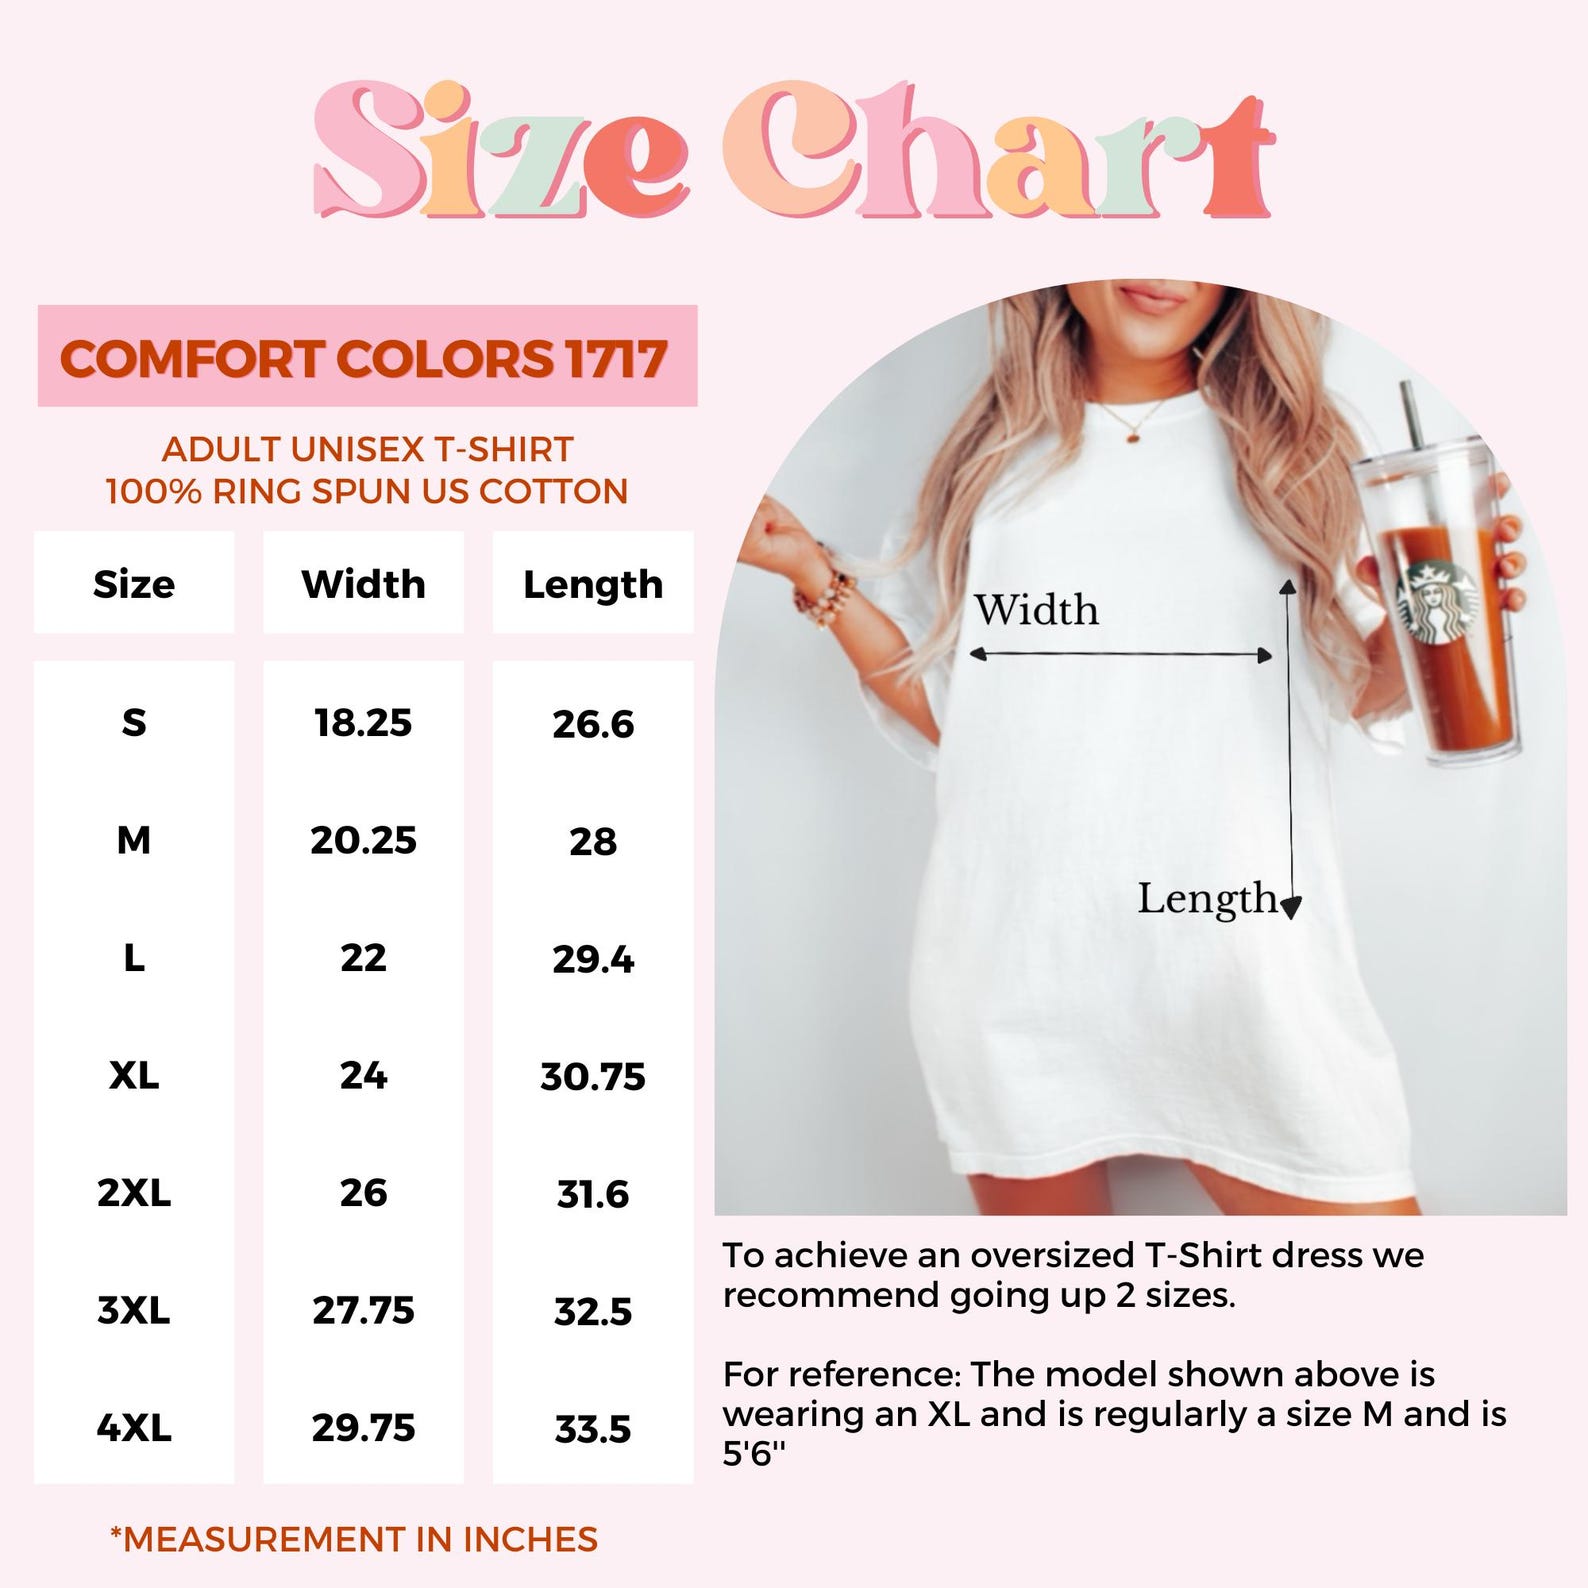 Size Chart
COMFORT COLORS 1717
ADULT UNISEX T-SHIRT
100% RING SPUN US COTTON
Size Width Length
S 18.25 26.6
M 20.25 28
L 22 29.4
XL 24 30.75
2XL 26 31.6
3XL 27.75 32.5
4XL 29.75 33.5
*MEASUREMENT IN INCHES
Width
Length
To achieve an oversized T-Shirt dress we
recommend going up 2 sizes.
For reference: The model shown above is
wearing an XL and is regularly a size M and is
5'6"